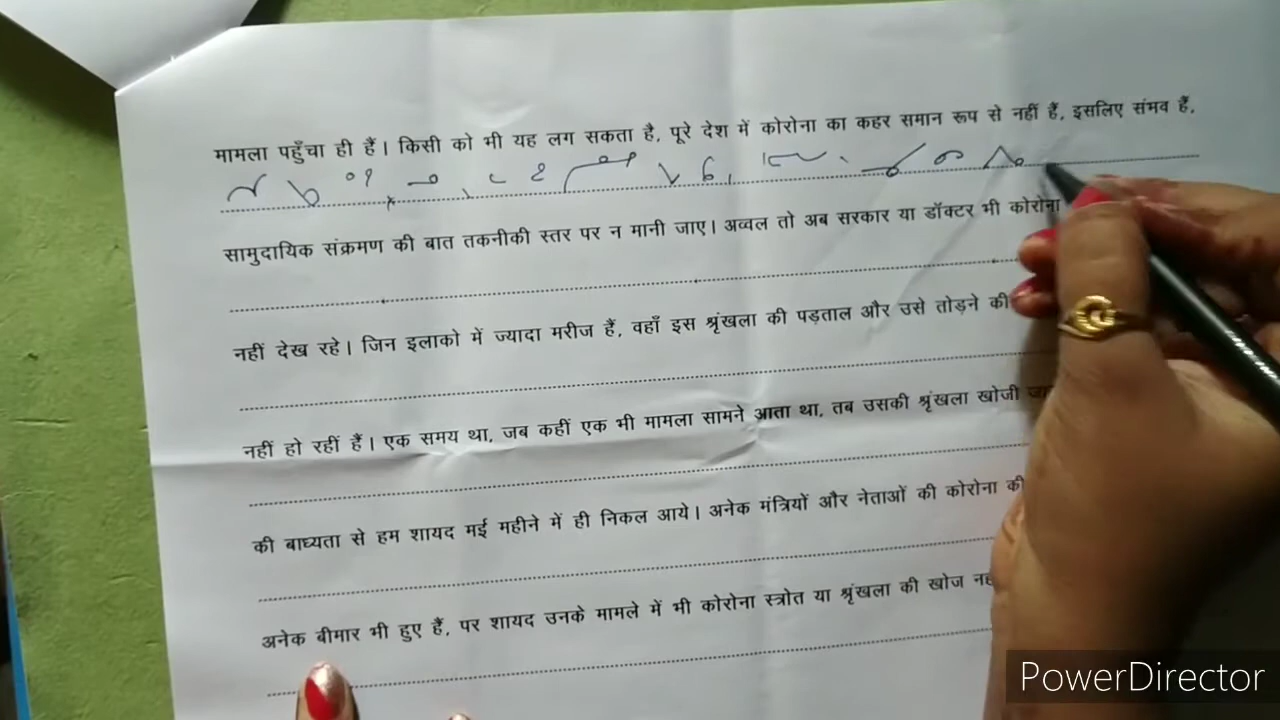 मामला पहुँचा ही हैं। किसी को भी यह लग सकता है, पूरे देश में कोरोना का कहर समान रूप से नहीं हैं, इसलिए संमव हैं,
सामुदायिक संक्रमण की बात तकनीकी स्तर पर न मानी जाए। अव्वल तो अब सरकार या डॉक्टर भी कोरोना
नहीं देख रहे। जिन इलाको में ज्यादा मरीज हैं, वहाँ इस श्रृंखला की पड़ताल और उसे तोड़ने की
नहीं हो रहीं हैं। एक समय था, जब कहीं एक भी मामला सामने आता था, तब उसकी श्रृंखला खोजी
की बाघ्यता से हम शायद मई महीने में ही निकल आये। अनेक मंत्रियों और नेताओं की कोरोना की
अनेक बीमार भी हुए हैं, पर शायद उनके मामले में भी कोरोना स्त्रोत या श्रृंखला की खोज
PowerDirector